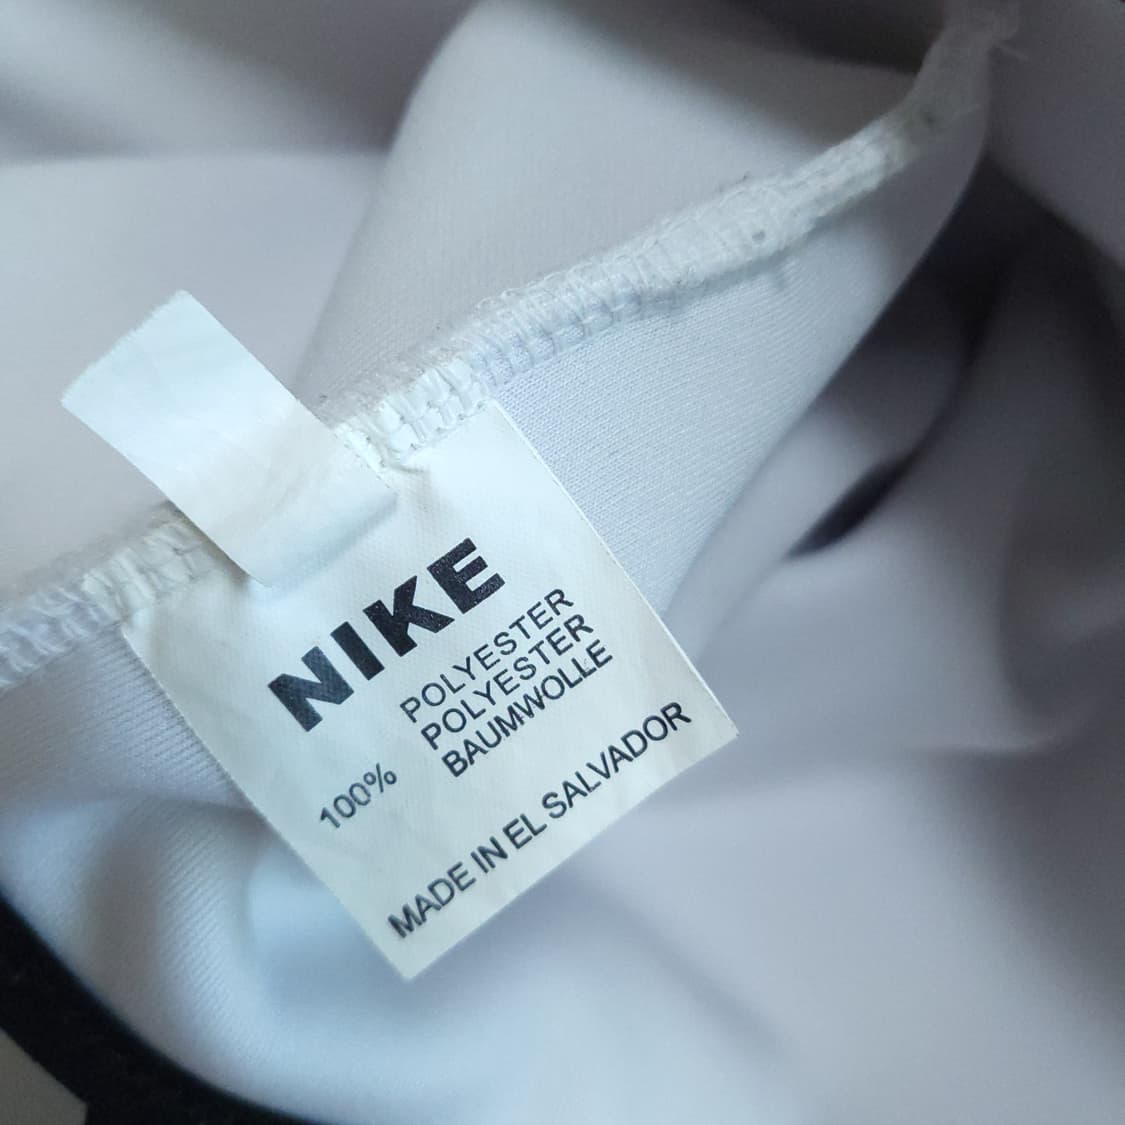 NIKE
POLYESTER
POLYESTER
100% BAUMWOLLE
MADE IN EL SALVADOR